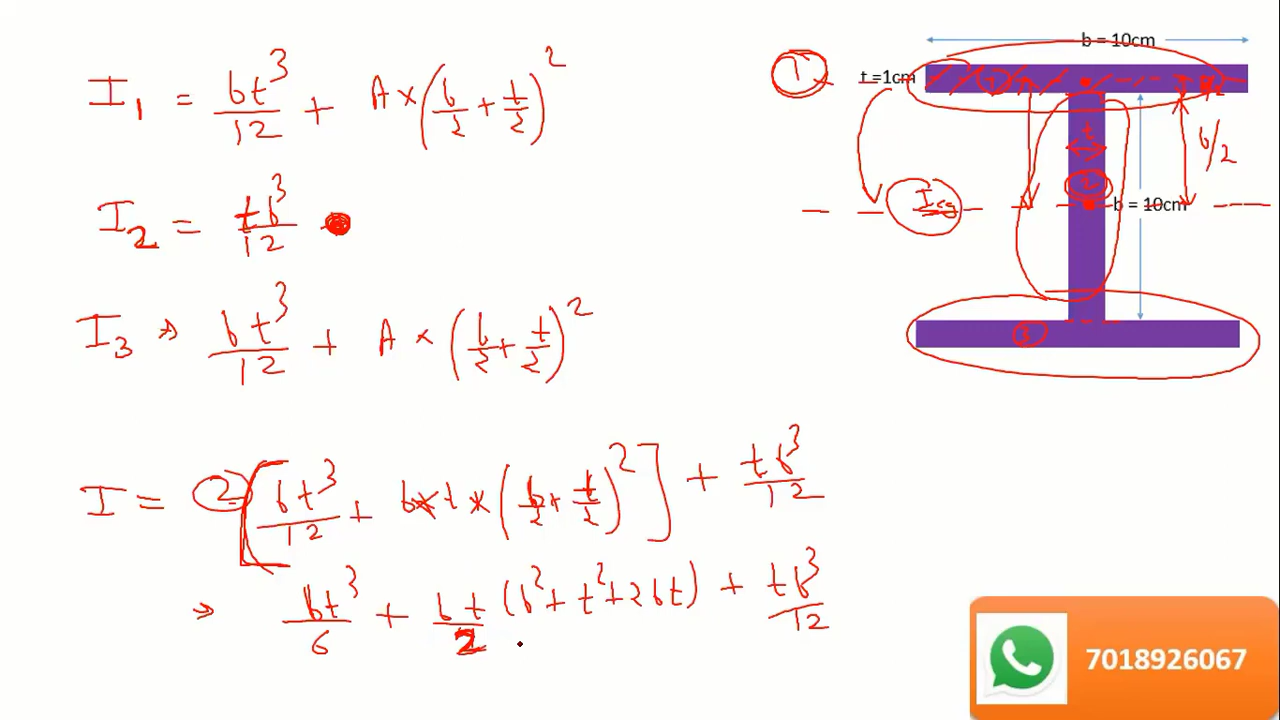 I₁ = bt³/12 + A × (b/2 + t/2)²
I₂ = tb³/12
I₃ ⇒ bt³/12 + A × (b/2 + t/2)²
I = 2[bt³/12 + b × t × (b/2 + t/2)²] + tb³/12
⇒ bt³/6 + bt/2 (b² + t² + 2bt) + tb³/12
b = 10cm
1
t =1cm
1
t
b/2
2
Icg
b = 10cm
3
7018926067